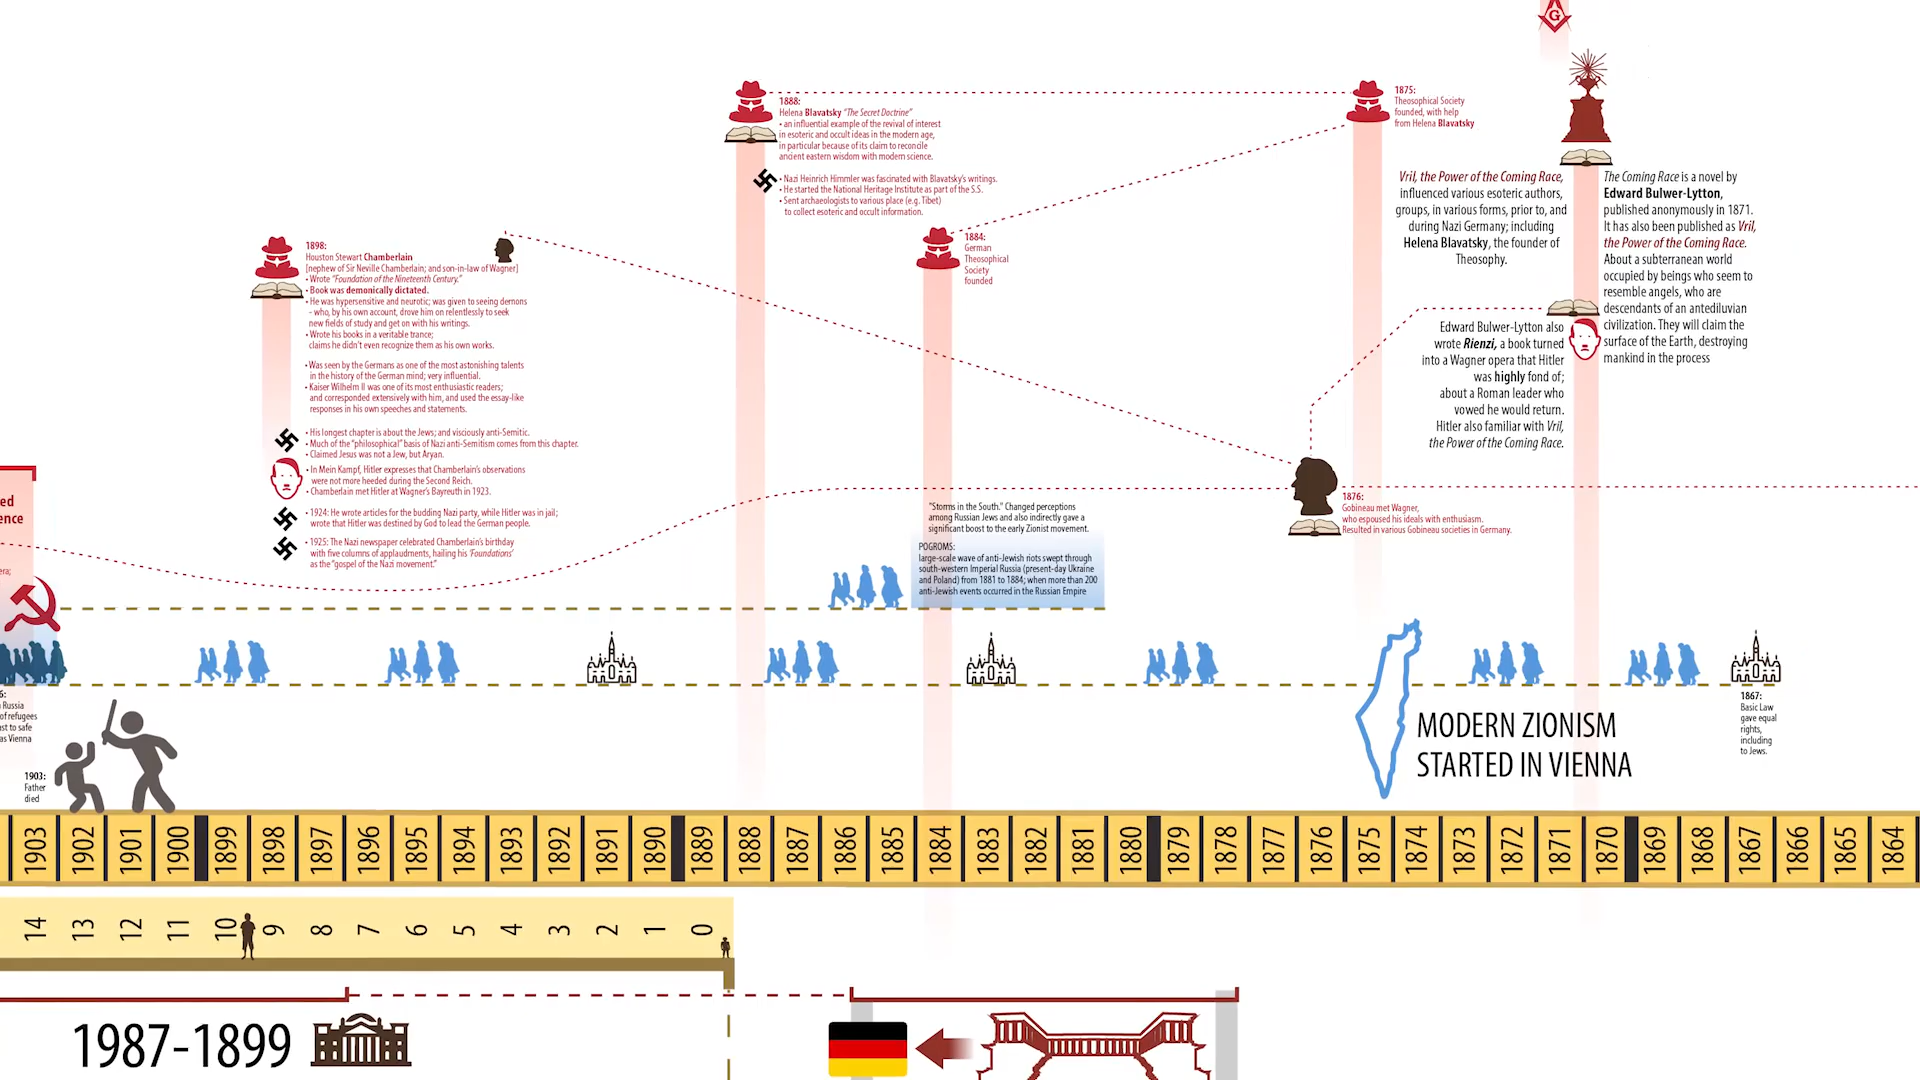 G
1888:
Helena Blavatsky "The Secret Doctrine"
• an influential example of the revival of interest
in esoteric and occult ideas in the modern age,
in particular because of its claim to reconcile
ancient eastern wisdom with modern science.
• Nazi Heinrich Himmler was fascinated with Blavatsky's writings.
• He started the National Heritage Institute as part of the S.S.
• Sent archaeologists to various place (e.g. Tibet)
to collect esoteric and occult information.
1875:
Theosophical Society
founded, with help
from Helena Blavatsky
Vril, the Power of the Coming Race,
influenced various esoteric authors,
groups, in various forms, prior to, and
during Nazi Germany; including
Helena Blavatsky, the founder of
Theosophy.
The Coming Race is a novel by
Edward Bulwer-Lytton,
published anonymously in 1871.
It has also been published as Vril,
the Power of the Coming Race.
About a subterranean world
occupied by beings who seem to
resemble angels, who are
descendants of an antediluvian
civilization. They will claim the
surface of the Earth, destroying
mankind in the process
Edward Bulwer-Lytton also
wrote Rienzi, a book turned
into a Wagner opera that Hitler
was highly fond of;
about a Roman leader who
vowed he would return.
Hitler also familiar with Vril,
the Power of the Coming Race.
1884:
German
Theosophical
Society
founded
1898:
Houston Stewart Chamberlain
[nephew of Sir Neville Chamberlain; and son-in-law of Wagner]
• Wrote "Foundation of the Nineteenth Century."
• Book was demonically dictated.
• He was hypersensitive and neurotic; was given to seeing demons
- who, by his own account, drove him on relentlessly to seek
new fields of study and get on with his writings.
• Wrote his books in a veritable trance;
claims he didn't even recognize them as his own works.
• Was seen by the Germans as one of the most astonishing talents
in the history of the German mind; very influential.
• Kaiser Wilhelm II was one of its most enthusiastic readers;
and corresponded extensively with him, and used the essay-like
responses in his own speeches and statements.
• His longest chapter is about the Jews; and visciously anti-Semitic.
• Much of the "philosophical" basis of Nazi anti-Semitism comes from this chapter.
• Claimed Jesus was not a Jew, but Aryan.
• In Mein Kampf, Hitler expresses that Chamberlain's observations
were not more heeded during the Second Reich.
• Chamberlain met Hitler at Wagner's Bayreuth in 1923.
• 1924: He wrote articles for the budding Nazi party, while Hitler was in jail;
wrote that Hitler was destined by God to lead the German people.
• 1925: The Nazi newspaper celebrated Chamberlain's birthday
with five columns of applaudments, hailing his 'Foundations'
as the "gospel of the Nazi movement."
1876:
Gobineau met Wagner,
who espoused his ideals with enthusiasm.
Resulted in various Gobineau societies in Germany.
"Storms in the South." Changed perceptions
among Russian Jews and also indirectly gave a
significant boost to the early Zionist movement.
POGROMS:
large-scale wave of anti-Jewish riots swept through
south-western Imperial Russia (present-day Ukraine
and Poland) from 1881 to 1884; when more than 200
anti-Jewish events occurred in the Russian Empire
ed
ence
era;
6:
Russia
of refugees
st to safe
as Vienna
1903:
Father
died
MODERN ZIONISM
STARTED IN VIENNA
1867:
Basic Law
gave equal
rights,
including
to Jews.
1903 1902 1901 1900 1899 1898 1897 1896 1895 1894 1893 1892 1891 1890 1889 1888 1887 1886 1885 1884 1883 1882 1881 1880 1879 1878 1877 1876 1875 1874 1873 1872 1871 1870 1869 1868 1867 1866 1865 1864
14 13 12 11 10 9 8 7 6 5 4 3 2 1 0
1987-1899